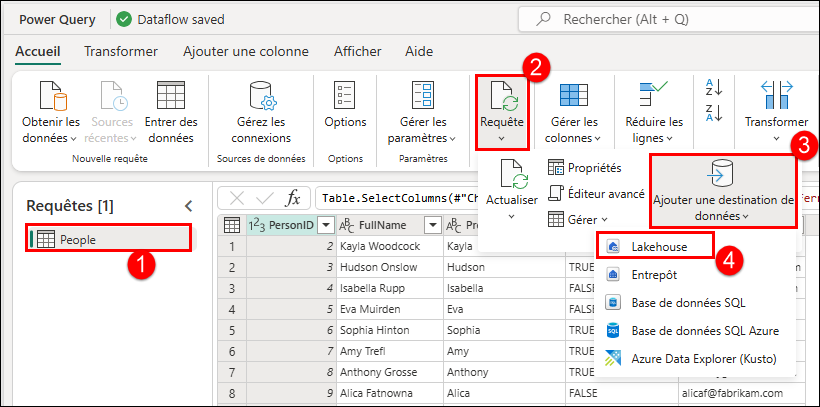 Power Query
Dataflow saved
Rechercher (Alt + Q)
Accueil
Transformer
Ajouter une colonne
Afficher
Aide
2
Obtenir les données
Sources récentes
Entrer des données
Nouvelle requête
Gérez les connexions
Sources de données
Options
Options
Gérer les paramètres
Paramètres
Requête
Gérer les colonnes
Réduire les lignes
A
Z
Z
A
Transformer
3
Actualiser
Propriétés
Éditeur avancé
Gérer
Ajouter une destination de données
Requêtes [1]
People
1
fx
Table.SelectColumns(#"Ch
1²3 PersonID
ABC FullName
ABC
1 2 Kayla Woodcock Kayla
2 3 Hudson Onslow Hudson TRUE
3 4 Isabella Rupp Isabella FALSE
4 5 Eva Muirden Eva FALSE
5 6 Sophia Hinton Sophia TRUE
6 7 Amy Trefl Amy TRUE
7 8 Anthony Grosse Anthony TRUE
8 9 Alica Fatnowna Alica FALSE alicaf@fabrikam.com
Lakehouse
4
Entrepôt
Base de données SQL
Base de données SQL Azure
Azure Data Explorer (Kusto)